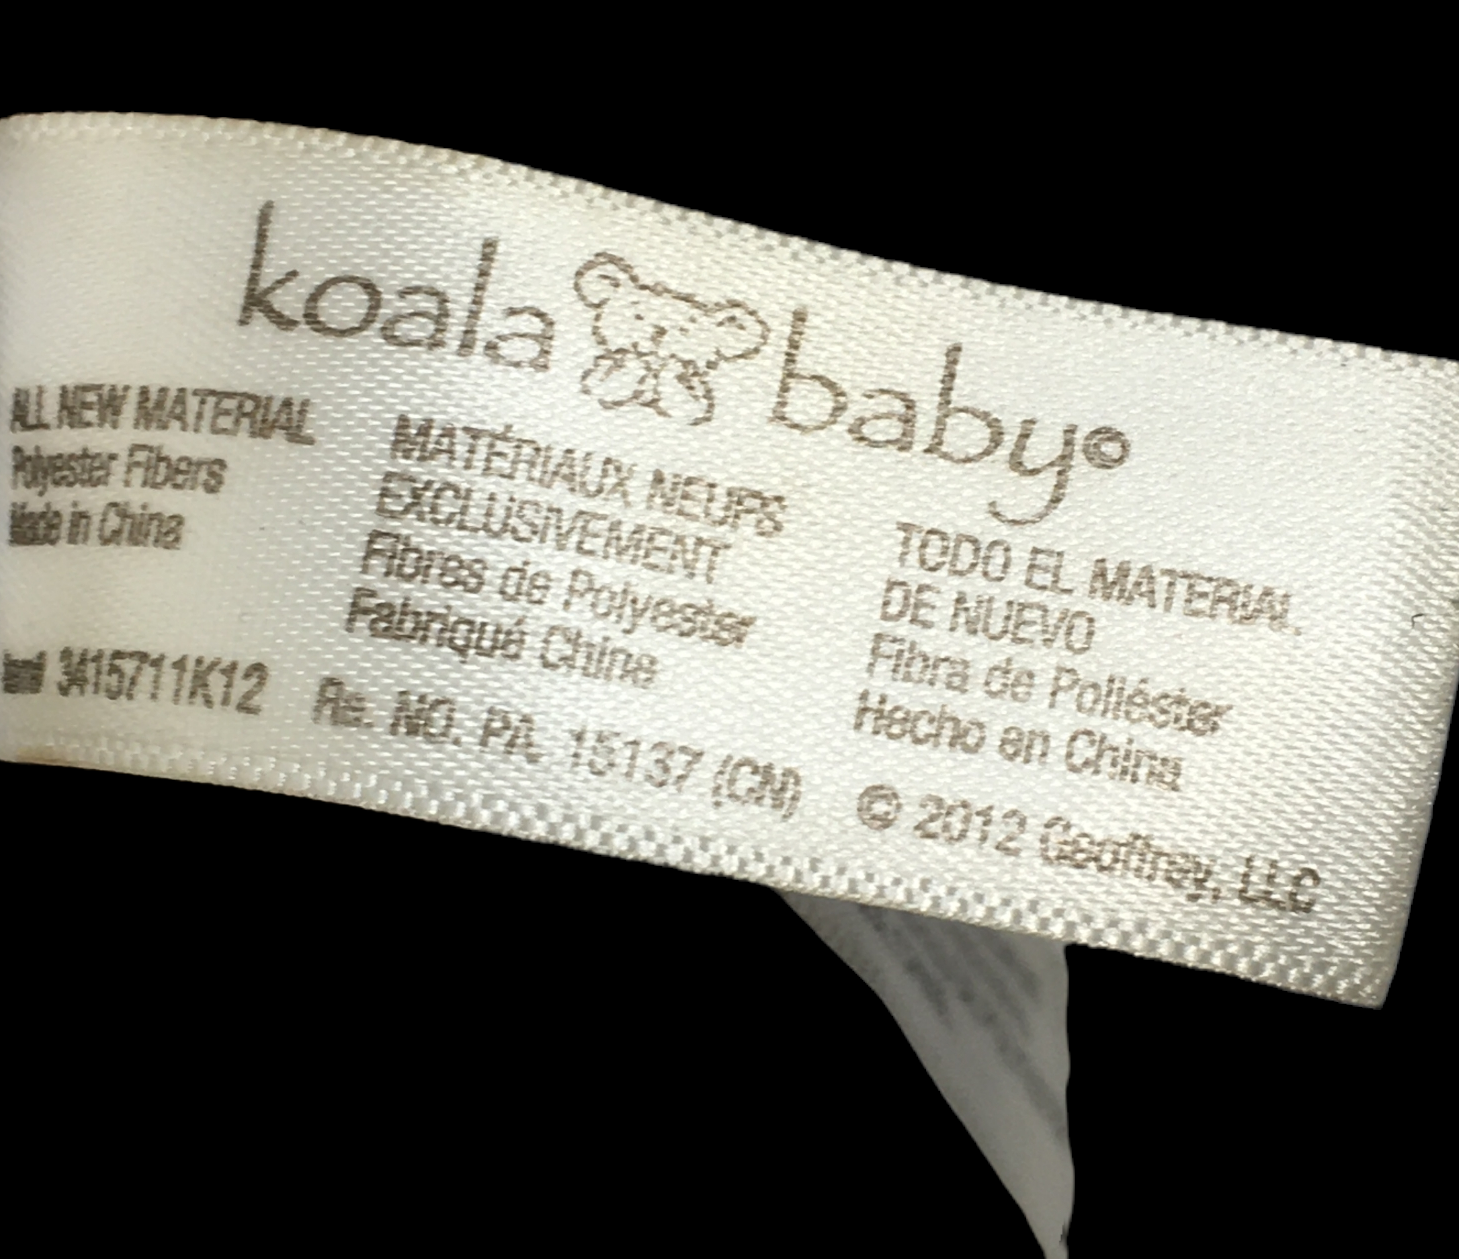 koala baby©
ALL NEW MATERIAL
Polyester Fibers
Made in China
MATÉRIAUX NEUFS
EXCLUSIVEMENT
Fibres de Polyester
Fabriqué Chine
TODO EL MATERIAL
DE NUEVO
Fibra de Poliéster
Hecho en China
3415711K12
Re. NO. PA. 15137 (CN)
© 2012 Geoffrey, LLC